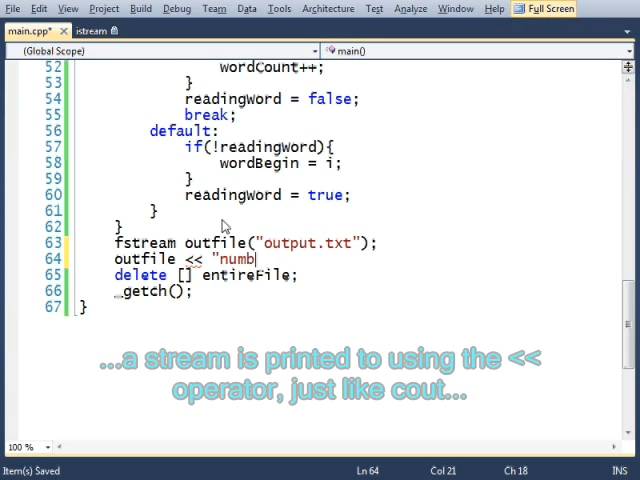 File Edit View Project Build Debug Team Data Tools Architecture Test Analyze Window Help Full Screen
main.cpp* × istream
(Global Scope) main()
52 wordCount++;
53 }
54 readingWord = false;
55 break;
56 default:
57 if(!readingWord){
58 wordBegin = i;
59 }
60 readingWord = true;
61 }
62 }
63 fstream outfile("output.txt");
64 outfile << "numb
65 delete [] entireFile;
66 _getch();
67 }
...a stream is printed to using the <<
operator, just like cout...
100 %
Item(s) Saved Ln 64 Col 21 Ch 18 INS